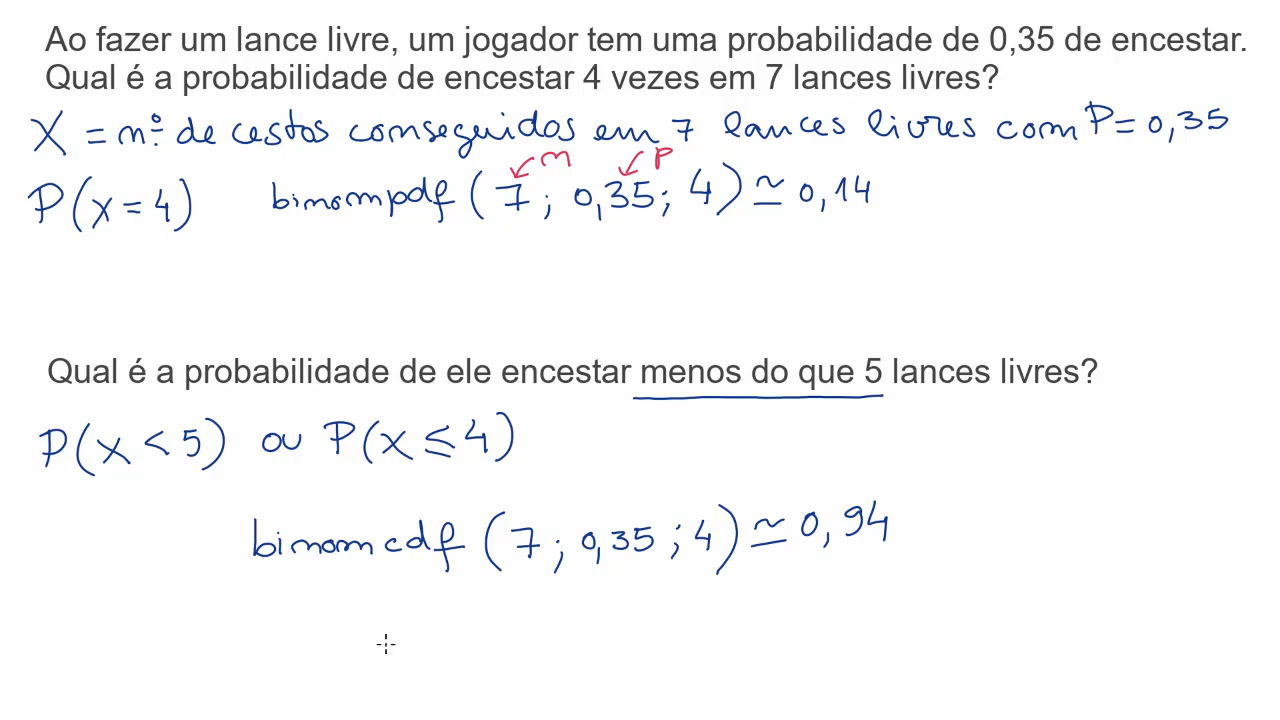 Ao fazer um lance livre, um jogador tem uma probabilidade de 0,35 de encestar.
Qual é a probabilidade de encestar 4 vezes em 7 lances livres?
X = nº. de cestos conseguidos em 7 lances livres com P = 0,35
n P
P(x = 4) binompdf (7 ; 0,35 ; 4) ≃ 0,14
Qual é a probabilidade de ele encestar menos do que 5 lances livres?
P(x < 5) ou P(x ≤ 4)
binomcdf (7 ; 0,35 ; 4) ≃ 0,94